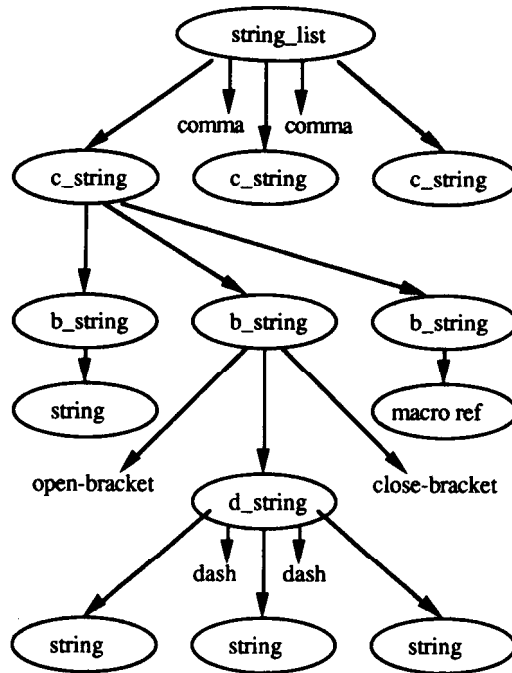 string_list
comma comma
c_string c_string c_string
b_string b_string b_string
string macro ref
open-bracket close-bracket
d_string
dash dash
string string string